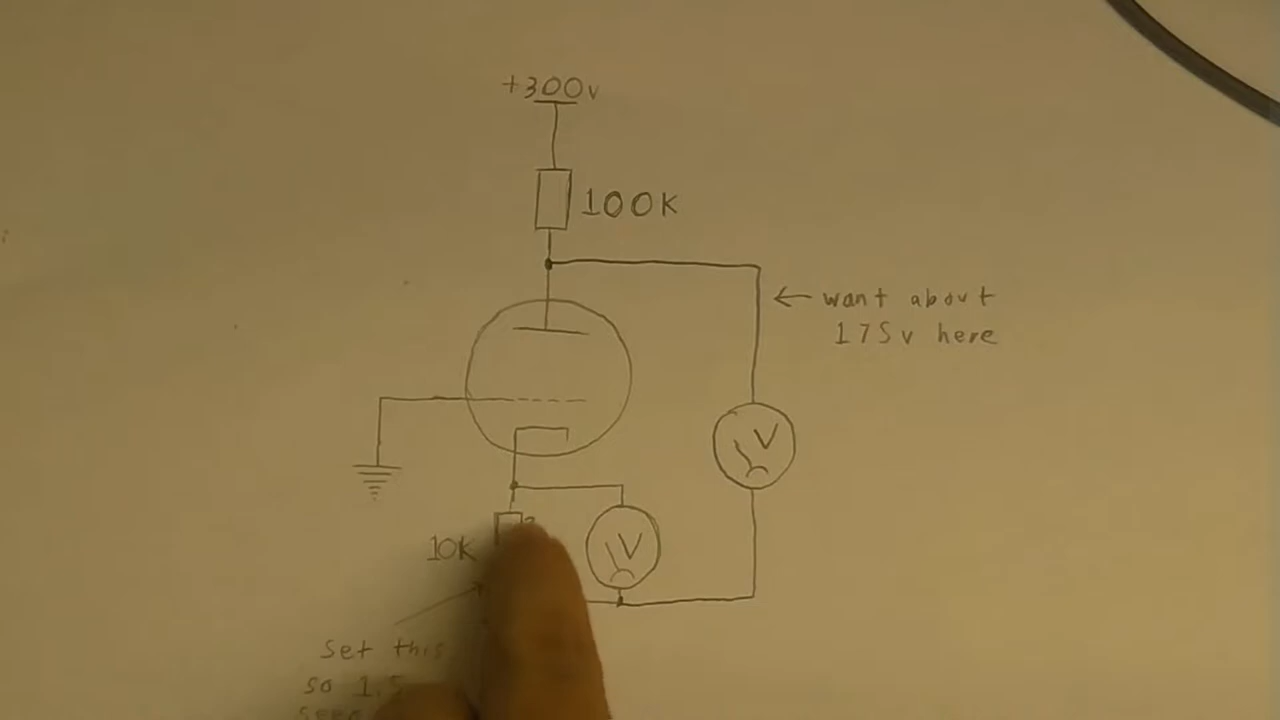 +300v
100K
← want about
175v here
V
V
10K
set this
so 1.5